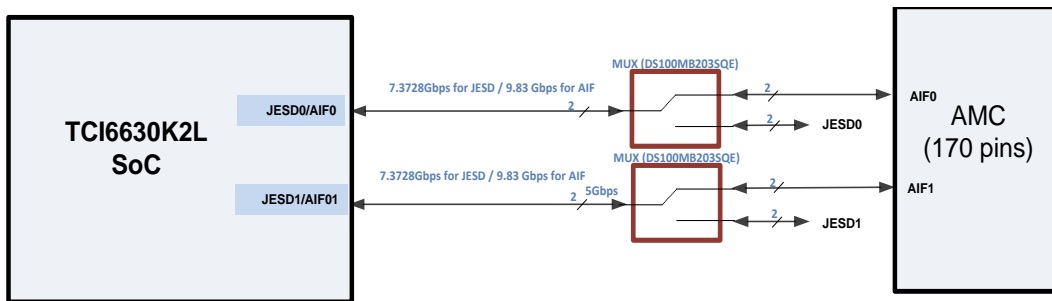 MUX (DS100MB203SQE)
7.3728Gbps for JESD / 9.83 Gbps for AIF
2
2
AIF0
JESD0/AIF0
2
JESD0
TCI6630K2L
SoC
AMC
(170 pins)
MUX (DS100MB203SQE)
7.3728Gbps for JESD / 9.83 Gbps for AIF
2
5Gbps
2
AIF1
JESD1/AIF01
2
JESD1